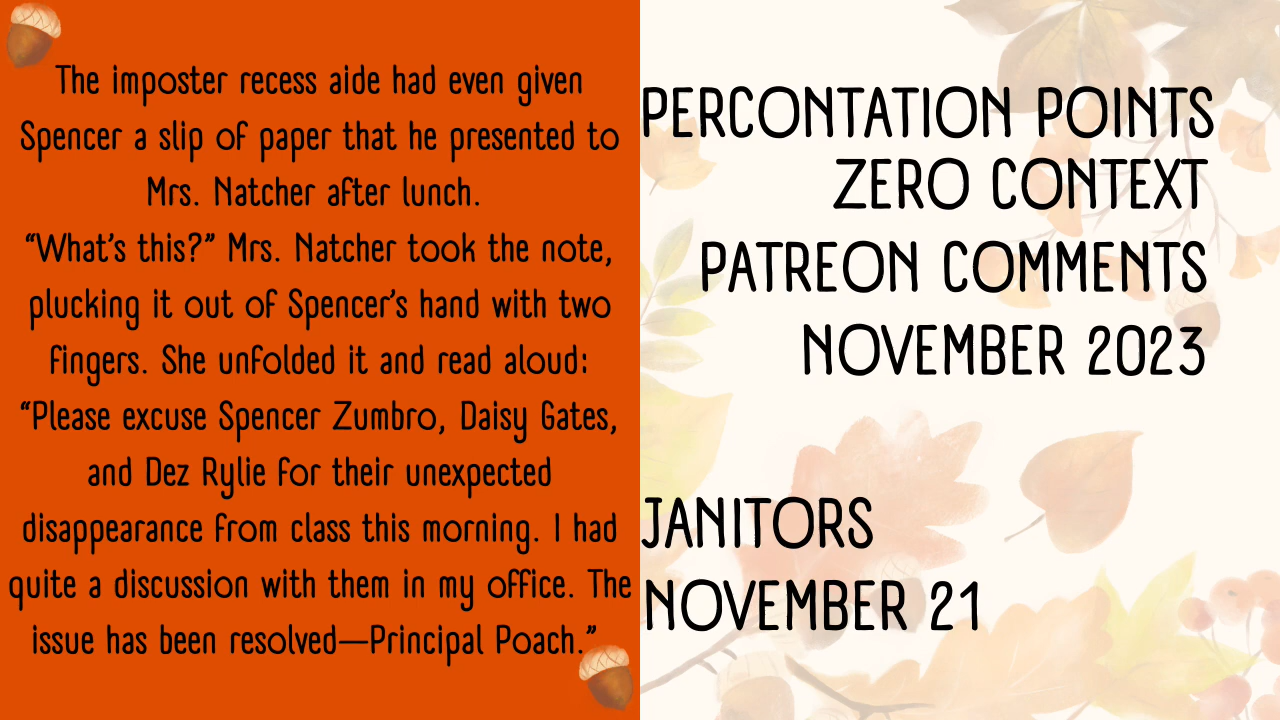 The imposter recess aide had even given
Spencer a slip of paper that he presented to
Mrs. Natcher after lunch.
“What’s this?” Mrs. Natcher took the note,
plucking it out of Spencer’s hand with two
fingers. She unfolded it and read aloud:
“Please excuse Spencer Zumbro, Daisy Gates,
and Dez Rylie for their unexpected
disappearance from class this morning. I had
quite a discussion with them in my office. The
issue has been resolved—Principal Poach.”
PERCONTATION POINTS
ZERO CONTEXT
PATREON COMMENTS
NOVEMBER 2023
JANITORS
NOVEMBER 21